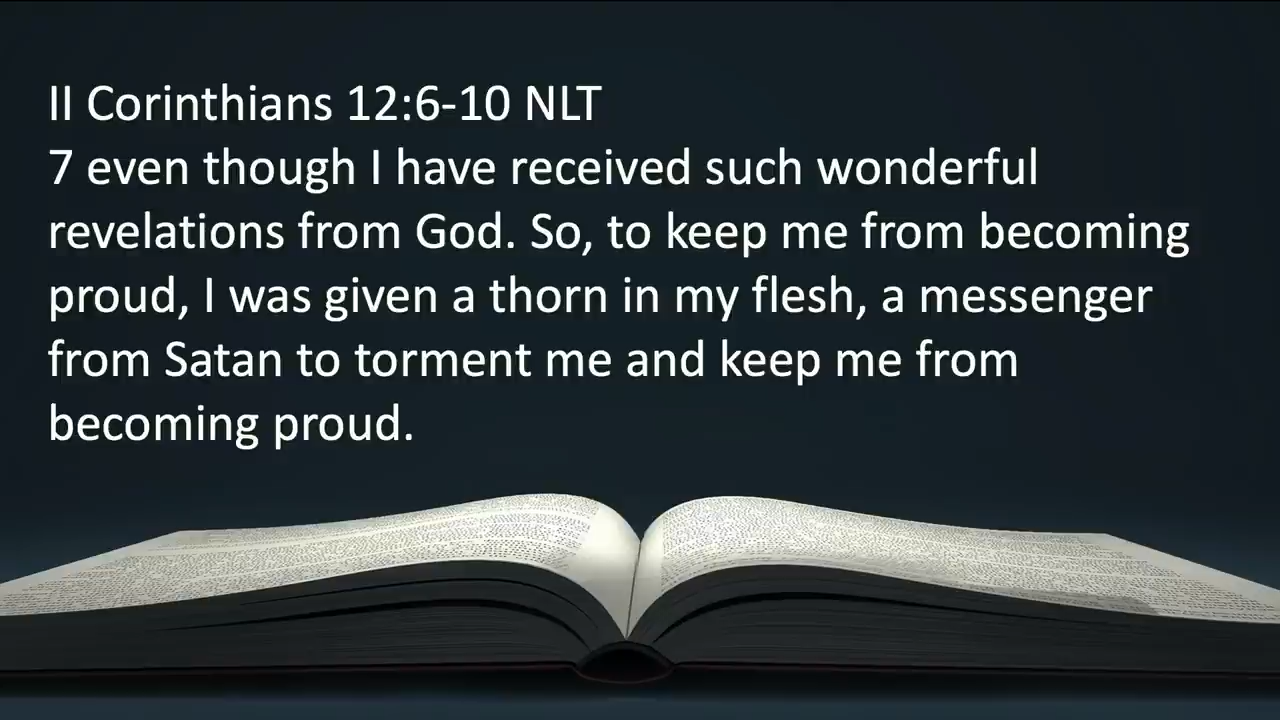 II Corinthians 12:6-10 NLT
7 even though I have received such wonderful
revelations from God. So, to keep me from becoming
proud, I was given a thorn in my flesh, a messenger
from Satan to torment me and keep me from
becoming proud.